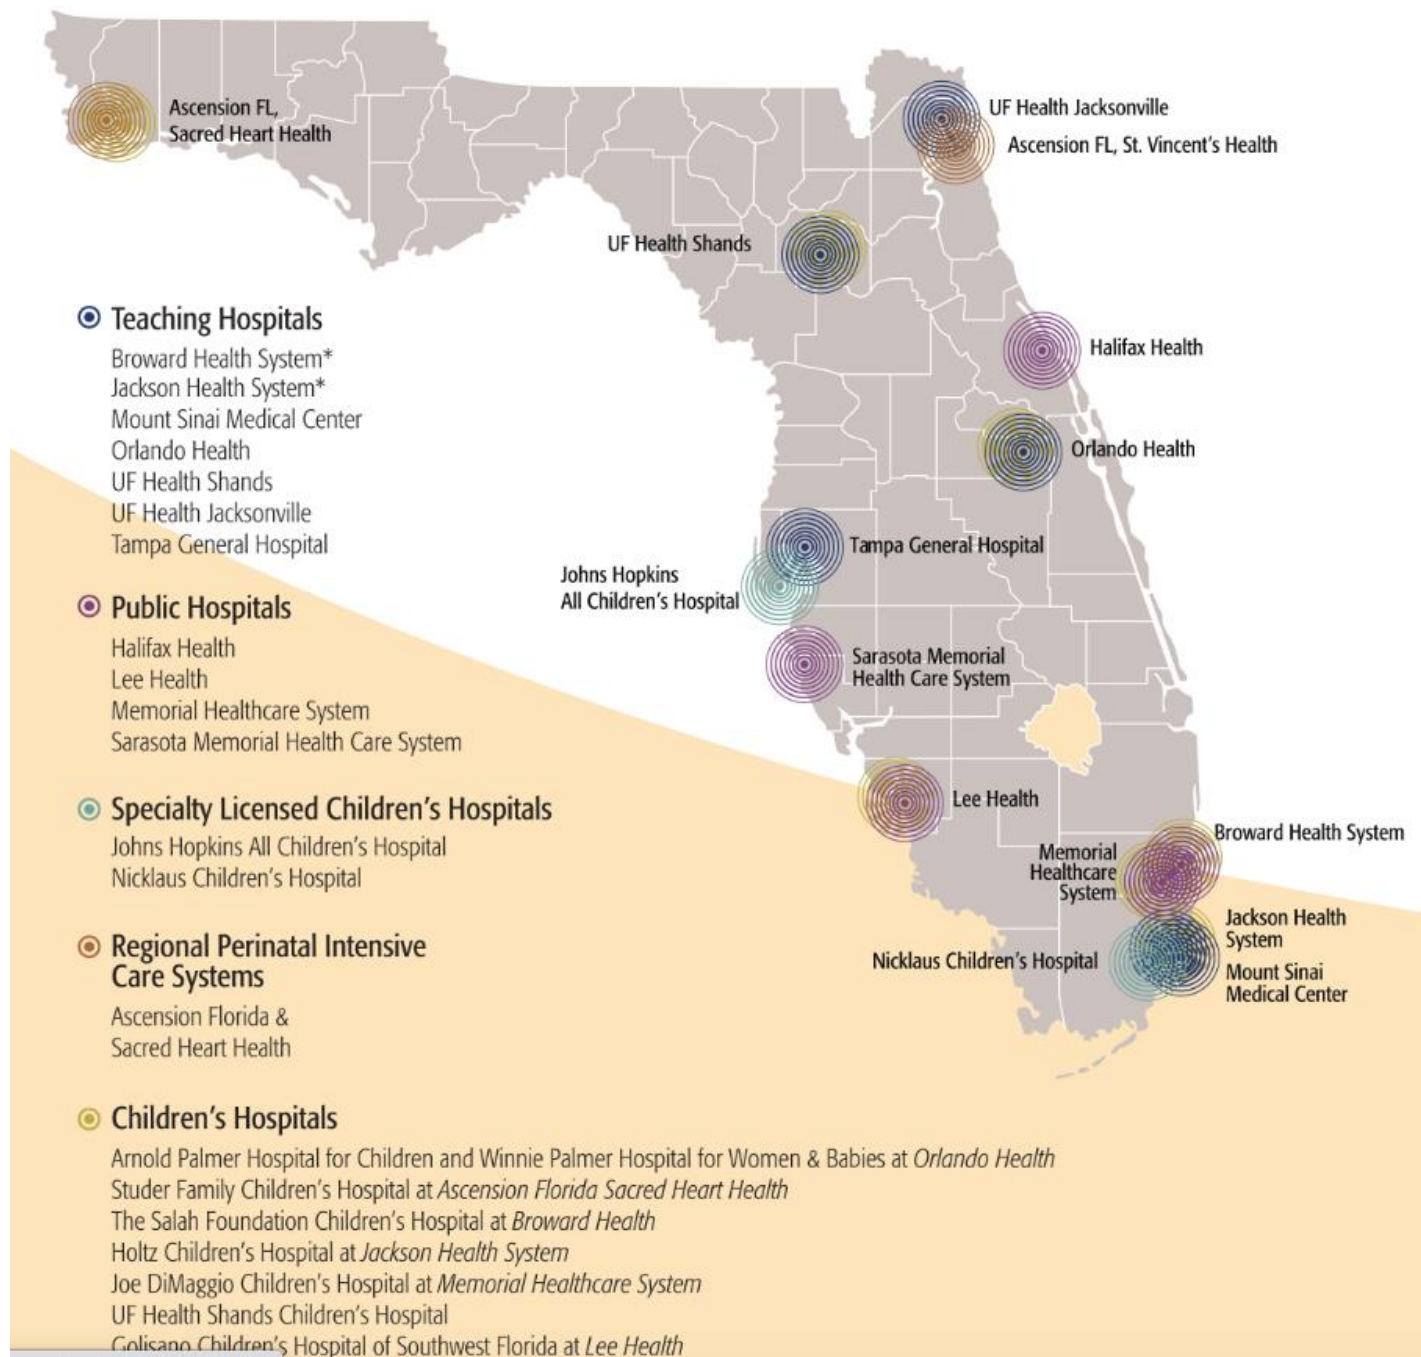 Ascension FL,
Sacred Heart Health
UF Health Jacksonville
Ascension FL, St. Vincent's Health
UF Health Shands
Halifax Health
Orlando Health
Tampa General Hospital
Johns Hopkins
All Children's Hospital
Sarasota Memorial
Health Care System
Lee Health
Broward Health System
Memorial
Healthcare
System
Jackson Health
System
Nicklaus Children's Hospital
Mount Sinai
Medical Center
Teaching Hospitals
Broward Health System*
Jackson Health System*
Mount Sinai Medical Center
Orlando Health
UF Health Shands
UF Health Jacksonville
Tampa General Hospital
Public Hospitals
Halifax Health
Lee Health
Memorial Healthcare System
Sarasota Memorial Health Care System
Specialty Licensed Children's Hospitals
Johns Hopkins All Children's Hospital
Nicklaus Children's Hospital
Regional Perinatal Intensive
Care Systems
Ascension Florida &
Sacred Heart Health
Children's Hospitals
Arnold Palmer Hospital for Children and Winnie Palmer Hospital for Women & Babies at Orlando Health
Studer Family Children's Hospital at Ascension Florida Sacred Heart Health
The Salah Foundation Children's Hospital at Broward Health
Holtz Children's Hospital at Jackson Health System
Joe DiMaggio Children's Hospital at Memorial Healthcare System
UF Health Shands Children's Hospital
Golisano Children's Hospital of Southwest Florida at Lee Health